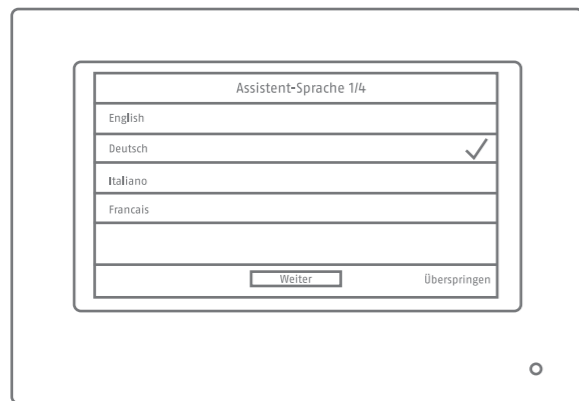 Assistent-Sprache 1/4
English
Deutsch
Italiano
Francais
Weiter Überspringen